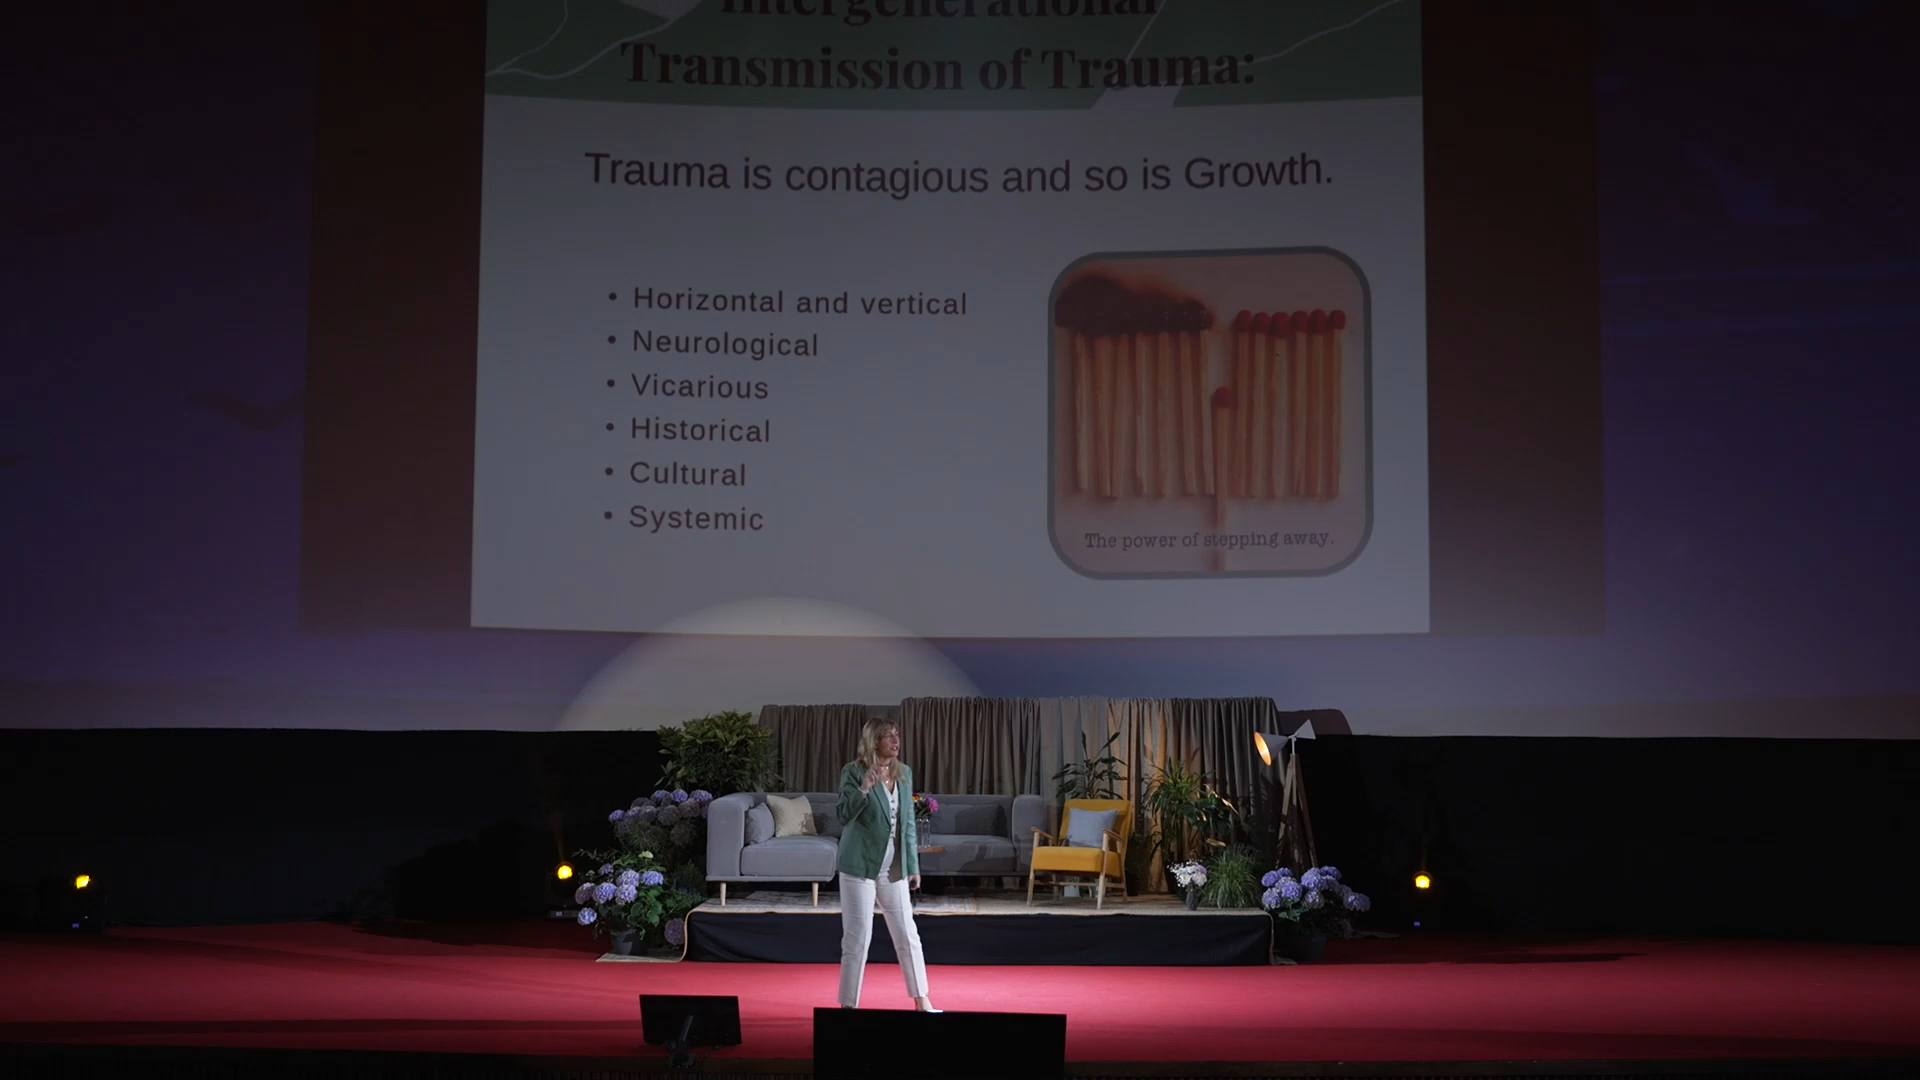 Intergenerational
Transmission of Trauma:
Trauma is contagious and so is Growth.
• Horizontal and vertical
• Neurological
• Vicarious
• Historical
• Cultural
• Systemic
The power of stepping away.